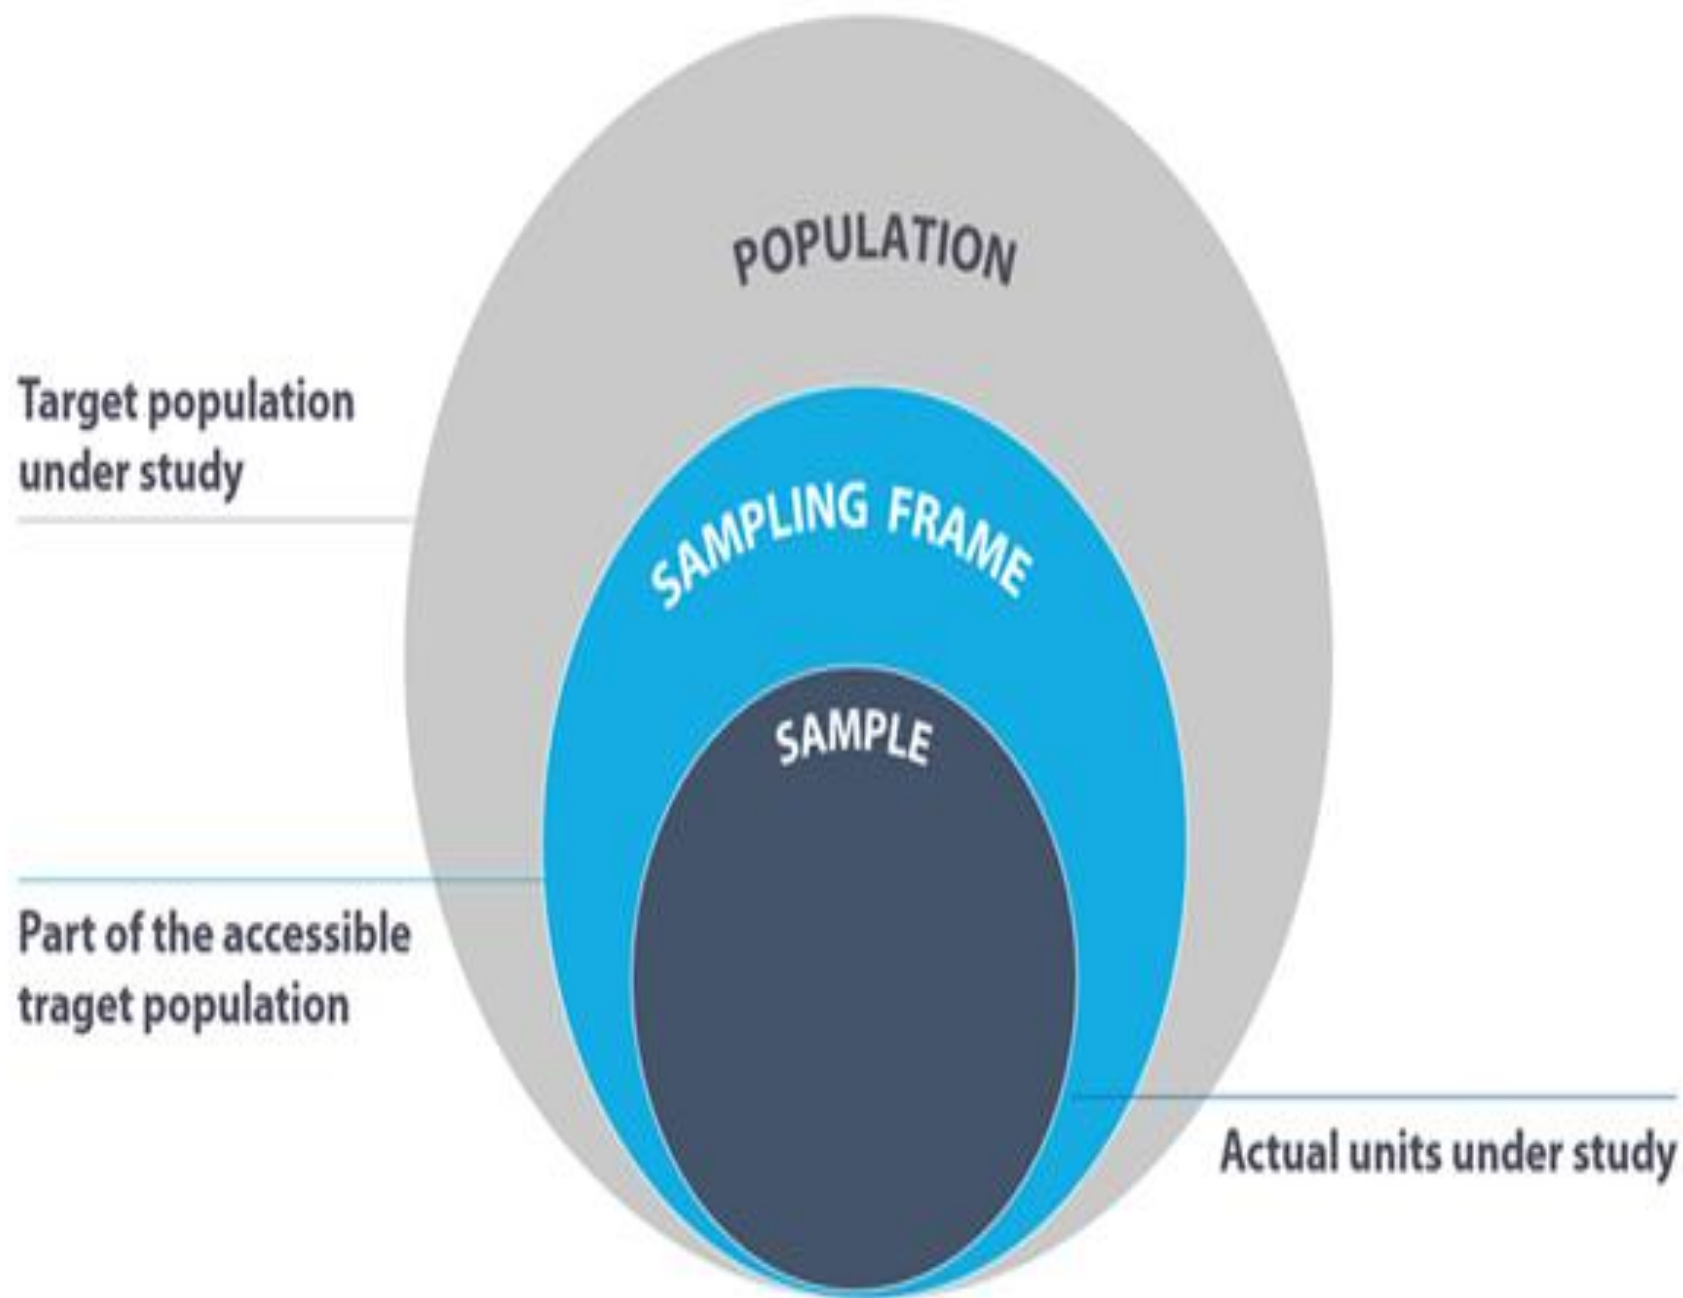 POPULATION
Target population
under study
SAMPLING FRAME
SAMPLE
Part of the accessible
traget population
Actual units under study